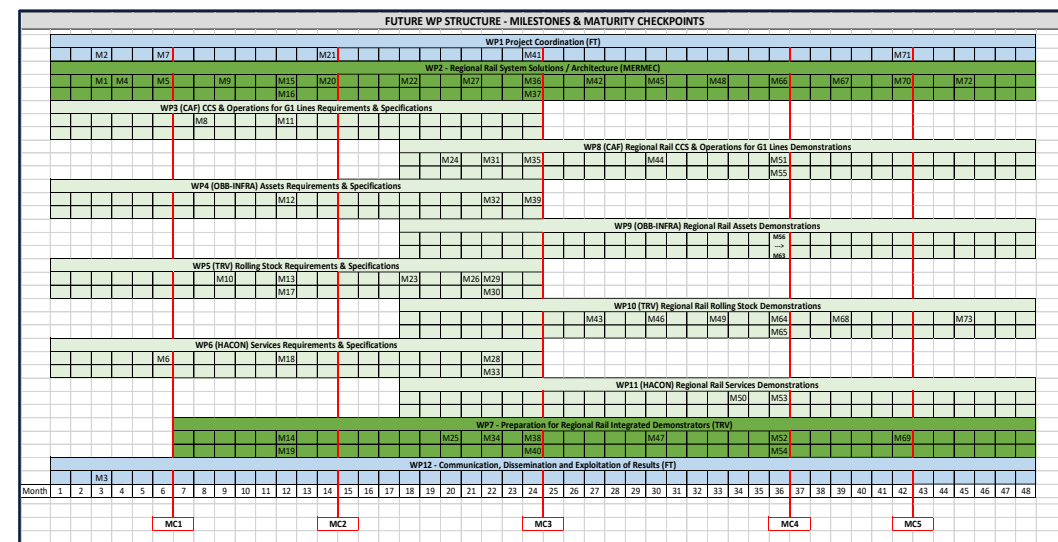 FUTURE WP STRUCTURE - MILESTONES & MATURITY CHECKPOINTS
WP1 Project Coordination (FT)
M2 M7 M21 M41 M71
WP2 - Regional Rail System Solutions / Architecture (MERMEC)
M1 M4 M5 M9 M15 M20 M22 M27 M36 M42 M45 M48 M66 M67 M70 M72
M16 M37
WP3 (CAF) CCS & Operations for G1 Lines Requirements & Specifications
M8 M11
WP8 (CAF) Regional Rail CCS & Operations for G1 Lines Demonstrations
M24 M31 M35 M44 M51
M55
WP4 (OBB-INFRA) Assets Requirements & Specifications
M12 M32 M39
WP9 (OBB-INFRA) Regional Rail Assets Demonstrations
M56
--->
M63
WP5 (TRV) Rolling Stock Requirements & Specifications
M10 M13 M23 M26 M29
M17 M30
WP10 (TRV) Regional Rail Rolling Stock Demonstrations
M43 M46 M49 M64 M68 M73
M65
WP6 (HACON) Services Requirements & Specifications
M6 M18 M28
M33
WP11 (HACON) Regional Rail Services Demonstrations
M50 M53
WP7 - Preparation for Regional Rail Integrated Demonstrators (TRV)
M14 M25 M34 M38 M47 M52 M69
M19 M40 M54
WP12 - Communication, Dissemination and Exploitation of Results (FT)
M3
Month 1 2 3 4 5 6 7 8 9 10 11 12 13 14 15 16 17 18 19 20 21 22 23 24 25 26 27 28 29 30 31 32 33 34 35 36 37 38 39 40 41 42 43 44 45 46 47 48
MC1 MC2 MC3 MC4 MC5